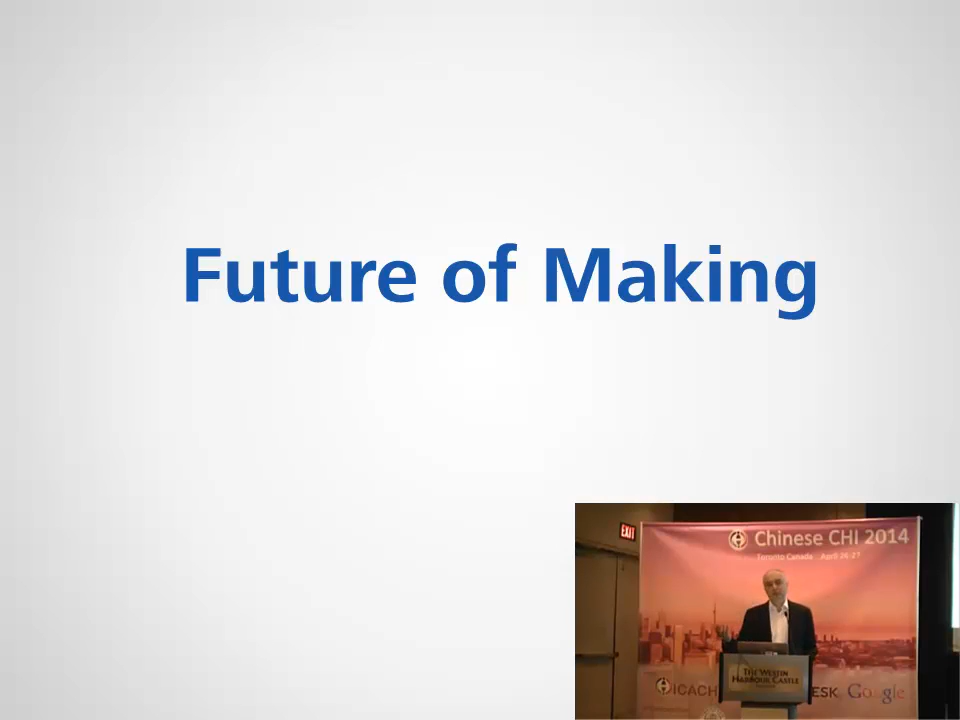 Future of Making
EXIT
Chinese CHI 2014
Toronto Canada April 26-27
THE WESTIN
HARBOUR CASTLE
ICACH
ESK
Google